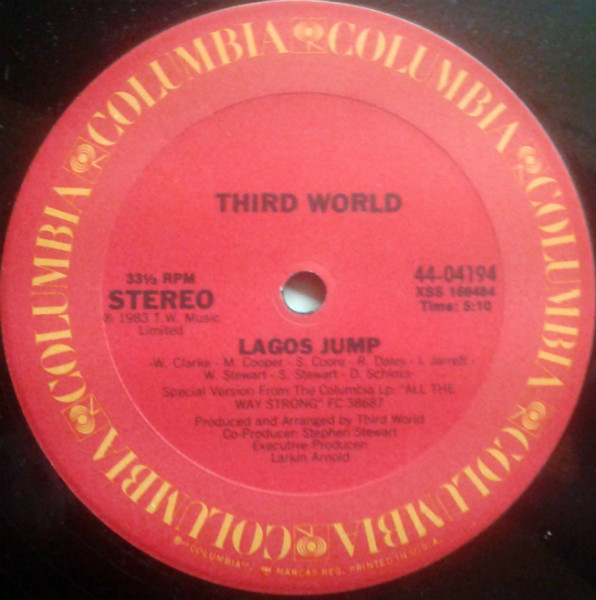 COLUMBIA COLUMBIA COLUMBIA COLUMBIA COLUMBIA COLUMBIA COLUMBIA COLUMBIA
THIRD WORLD
33⅓ RPM
STEREO
℗ 1983 T.W. Music
Limited
44-04194
XSS 169484
Time: 5:10
LAGOS JUMP
-W. Clarke - M. Cooper - S. Coore - R. Daley - I. Jarrett-
W. Stewart - S. Stewart - D. Schloss-
Special Version From The Columbia Lp: "ALL THE
WAY STRONG" FC 38687
Produced and Arranged by Third World
Co-Producer: Stephen Stewart
Executive Producer:
Larkin Arnold
"COLUMBIA", MARCAS REG. PRINTED IN U.S.A.